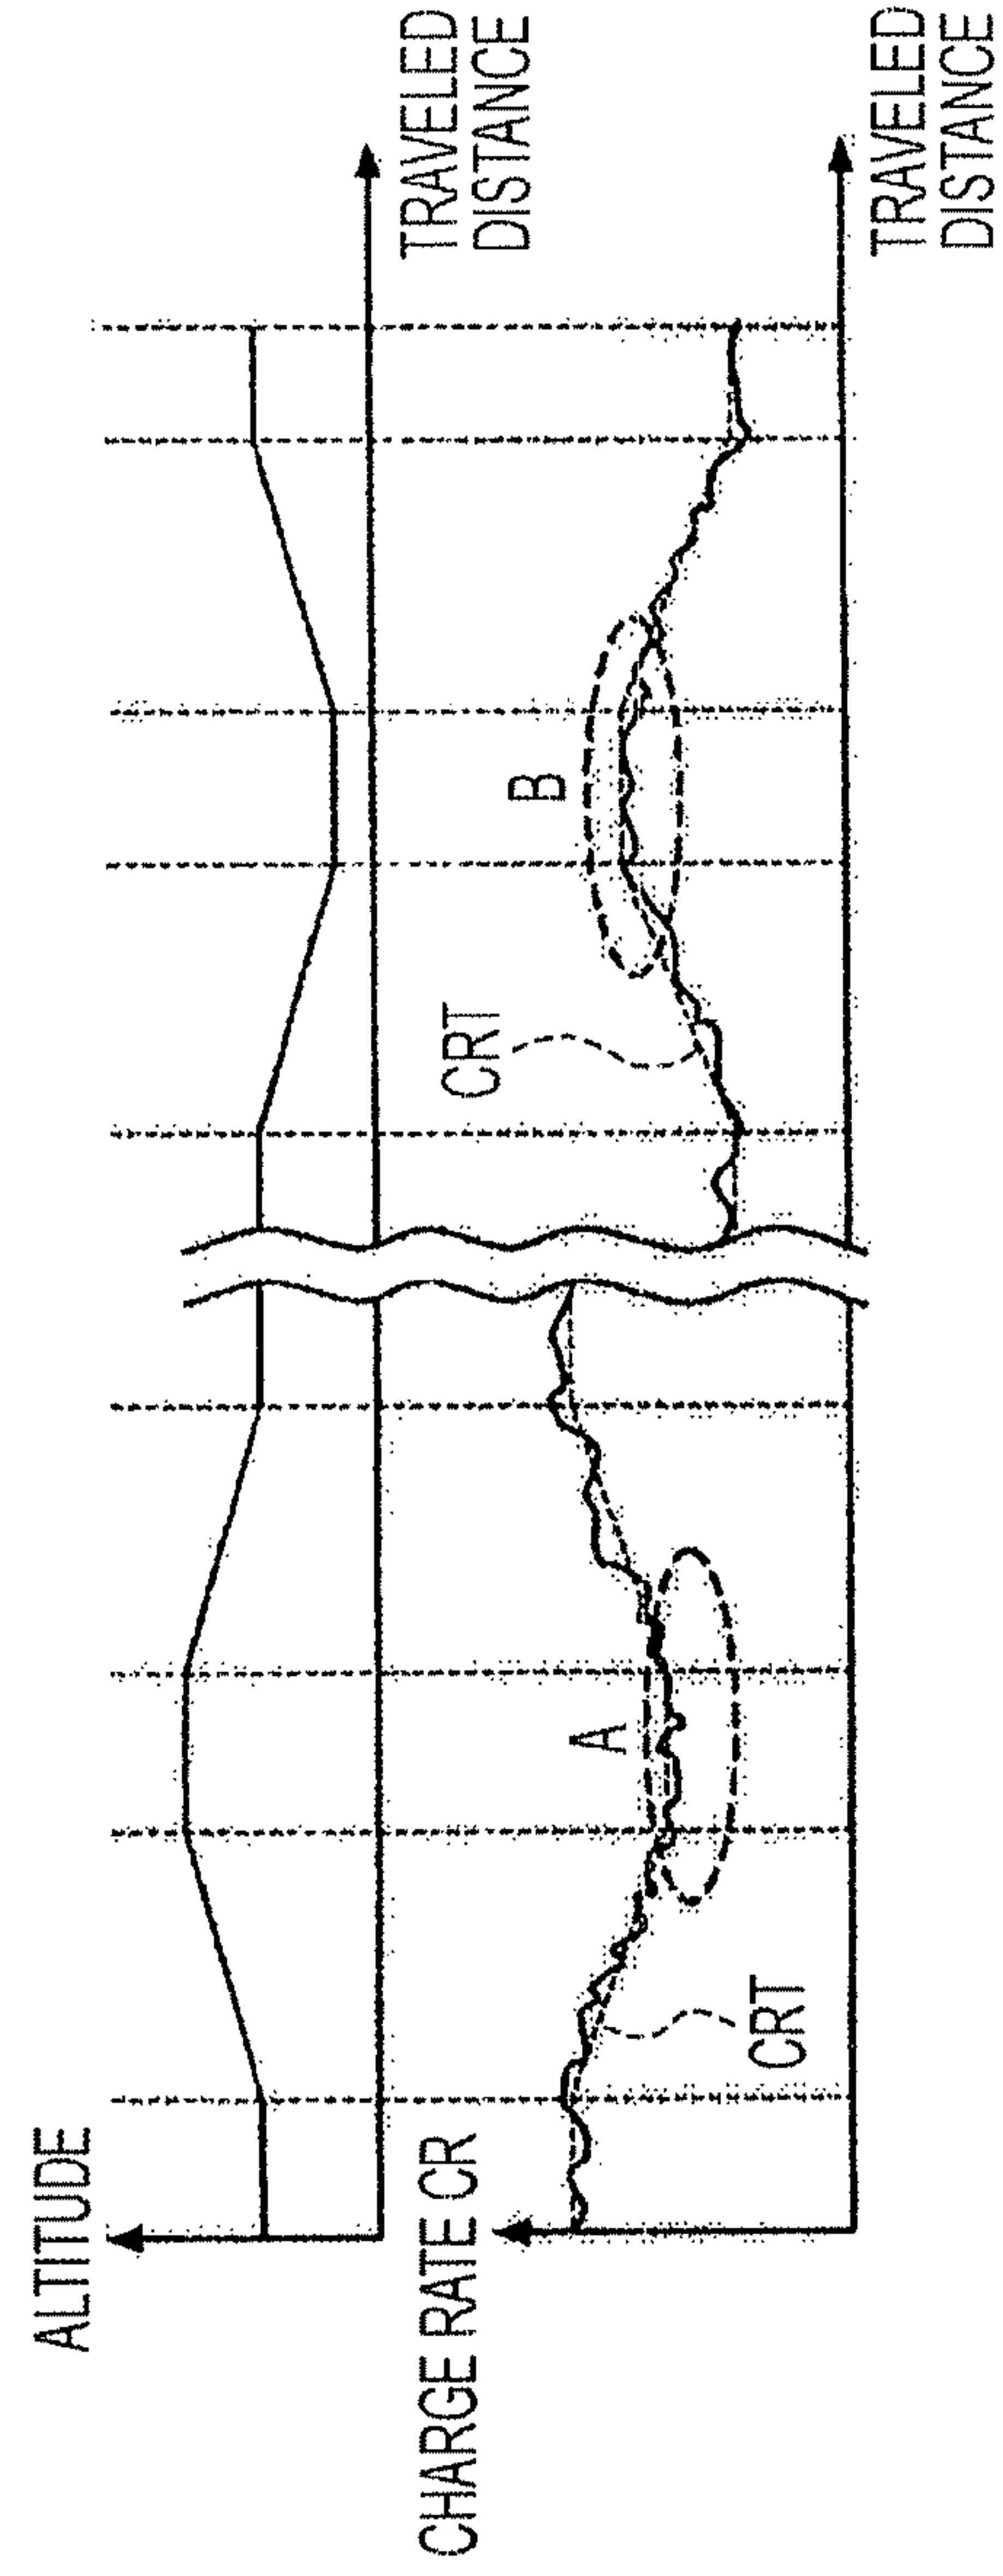 ALTITUDE
TRAVELED
DISTANCE
CHARGE RATE CR
CRT
A
CRT
B
TRAVELED
DISTANCE